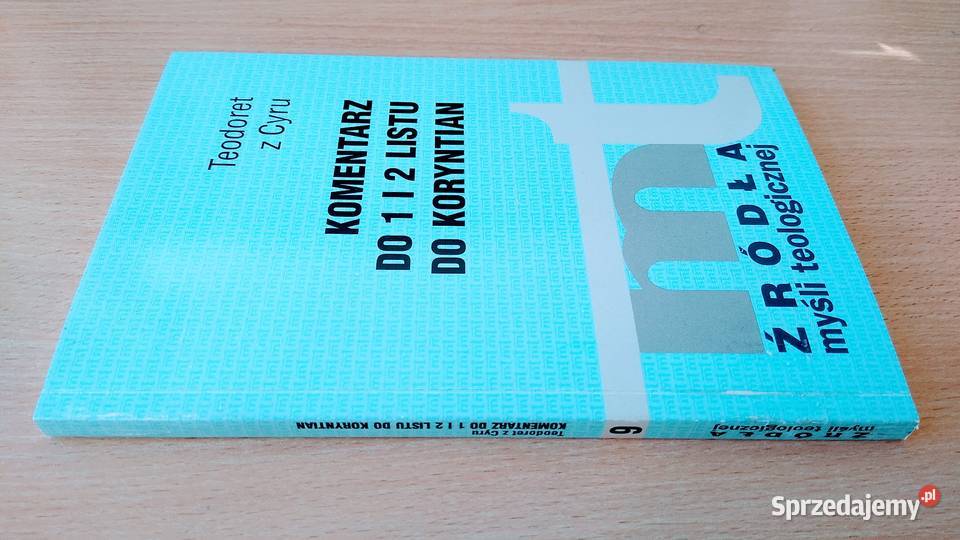 Teodoret
z Cyru
KOMENTARZ
DO 1 I 2 LISTU
DO KORYNTIAN
mt
ŹRÓDŁA
myśli teologicznej
Teodoret z Cyru
KOMENTARZ DO 1 I 2 LISTU DO KORYNTIAN
6
ŹRÓDŁA
myśli teologicznej
Sprzedajemy.pl